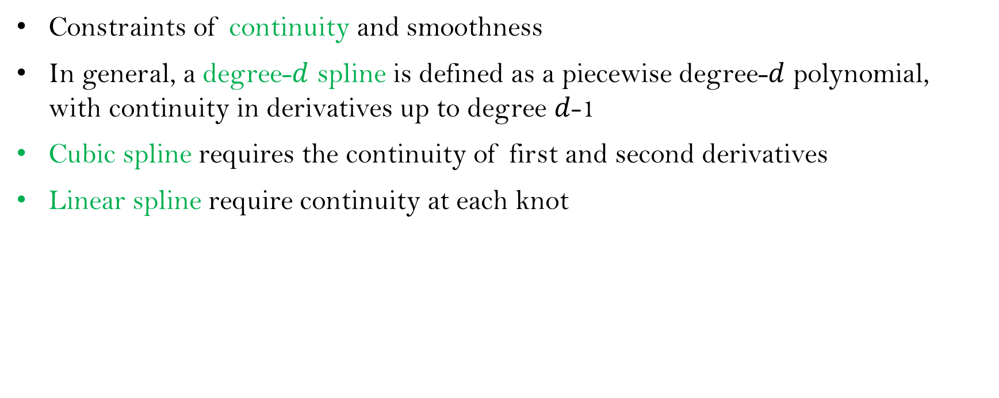 • Constraints of continuity and smoothness
• In general, a degree-d spline is defined as a piecewise degree-d polynomial,
with continuity in derivatives up to degree d-1
• Cubic spline requires the continuity of first and second derivatives
• Linear spline require continuity at each knot